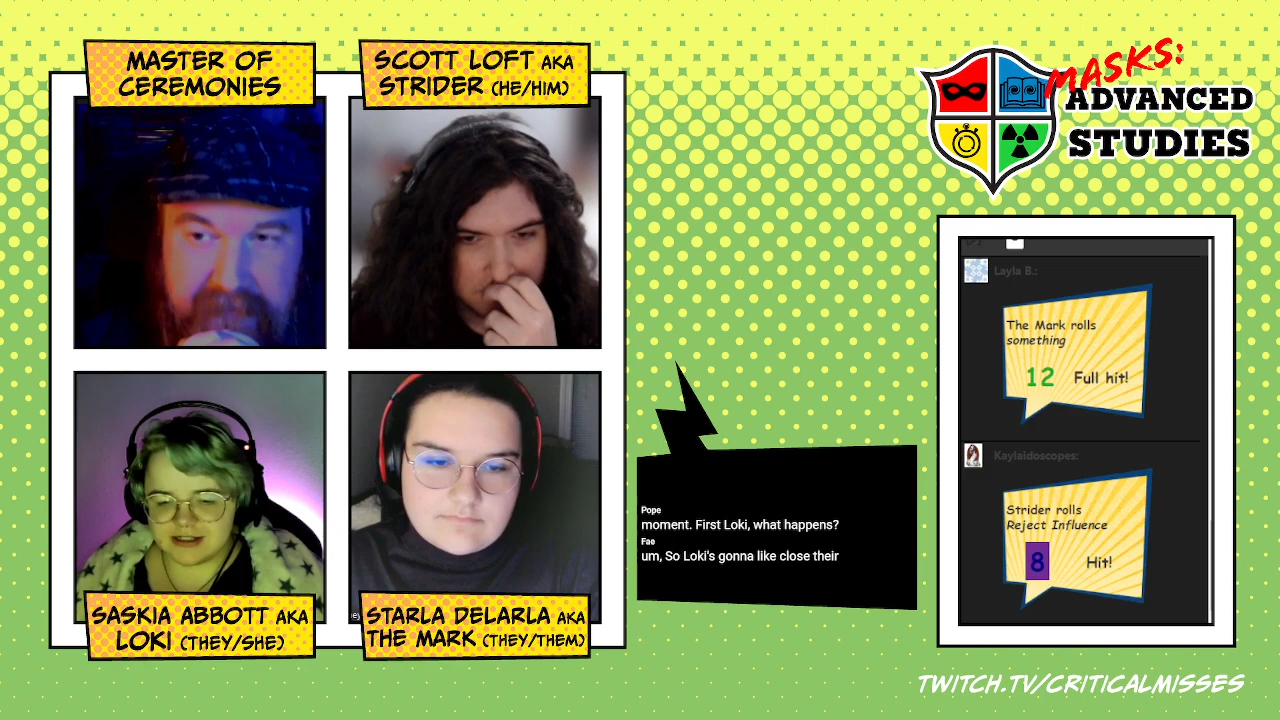 MASTER OF
CEREMONIES
SCOTT LOFT AKA
STRIDER (HE/HIM)
SASKIA ABBOTT AKA
LOKI (THEY/SHE)
STARLA DELARLA AKA
THE MARK (THEY/THEM)
Pope
moment. First Loki, what happens?
Fae
um, So Loki's gonna like close their
MASKS:
ADVANCED
STUDIES
Layla B.:
The Mark rolls
something
12 Full hit!
Kaylaidoscopes:
Strider rolls
Reject Influence
8 Hit!
TWITCH.TV/CRITICALMISSES